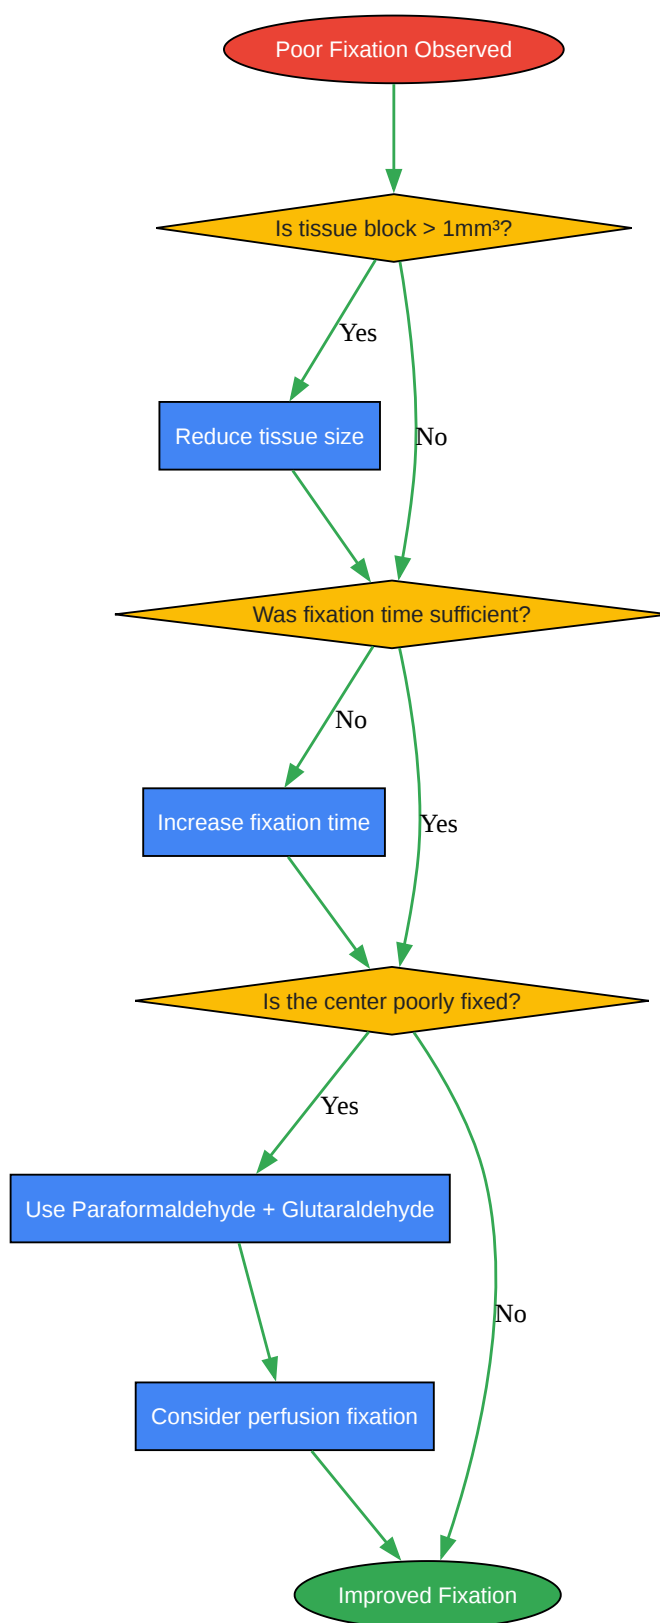 Poor Fixation Observed
Is tissue block > 1mm³?
Yes
Reduce tissue size
No
Was fixation time sufficient?
No
Increase fixation time
Yes
Is the center poorly fixed?
Yes
Use Paraformaldehyde + Glutaraldehyde
No
Consider perfusion fixation
Improved Fixation